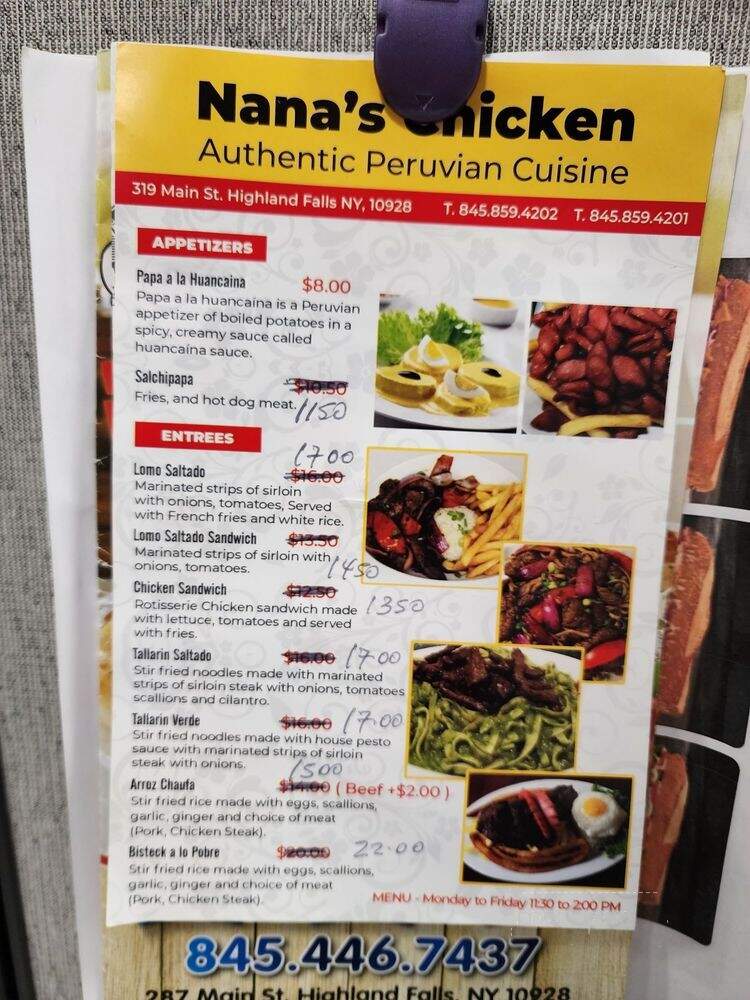 Nana's Chicken
Authentic Peruvian Cuisine
319 Main St. Highland Falls NY, 10928 T. 845.859.4202 T. 845.859.4201
APPETIZERS
Papa a la Huancaina $8.00
Papa a la huancaína is a Peruvian
appetizer of boiled potatoes in a
spicy, creamy sauce called
huancaína sauce.
Salchipapa $10.50
Fries, and hot dog meat. 1150
ENTREES
1700
Lomo Saltado $16.00
Marinated strips of sirloin
with onions, tomatoes, Served
with French fries and white rice.
Lomo Saltado Sandwich $13.50
Marinated strips of sirloin with
onions, tomatoes. 1450
Chicken Sandwich $12.50
Rotisserie Chicken sandwich made 1350
with lettuce, tomatoes and served
with fries.
Tallarin Saltado $16.00 1700
Stir fried noodles made with marinated
strips of sirloin steak with onions, tomatoes
scallions and cilantro.
Tallarin Verde $16.00 17.00
Stir fried noodles made with house pesto
sauce with marinated strips of sirloin
steak with onions.
1500
Arroz Chaufa $14.00 ( Beef +$2.00 )
Stir fried rice made with eggs, scallions,
garlic, ginger and choice of meat
(Pork, Chicken Steak).
Bisteck a lo Pobre $20.00 22.00
Stir fried rice made with eggs, scallions,
garlic, ginger and choice of meat
(Pork, Chicken Steak).
MENU - Monday to Friday 11:30 to 2:00 PM
845.446.7437
287 Main St. Highland Falls, NY 10928